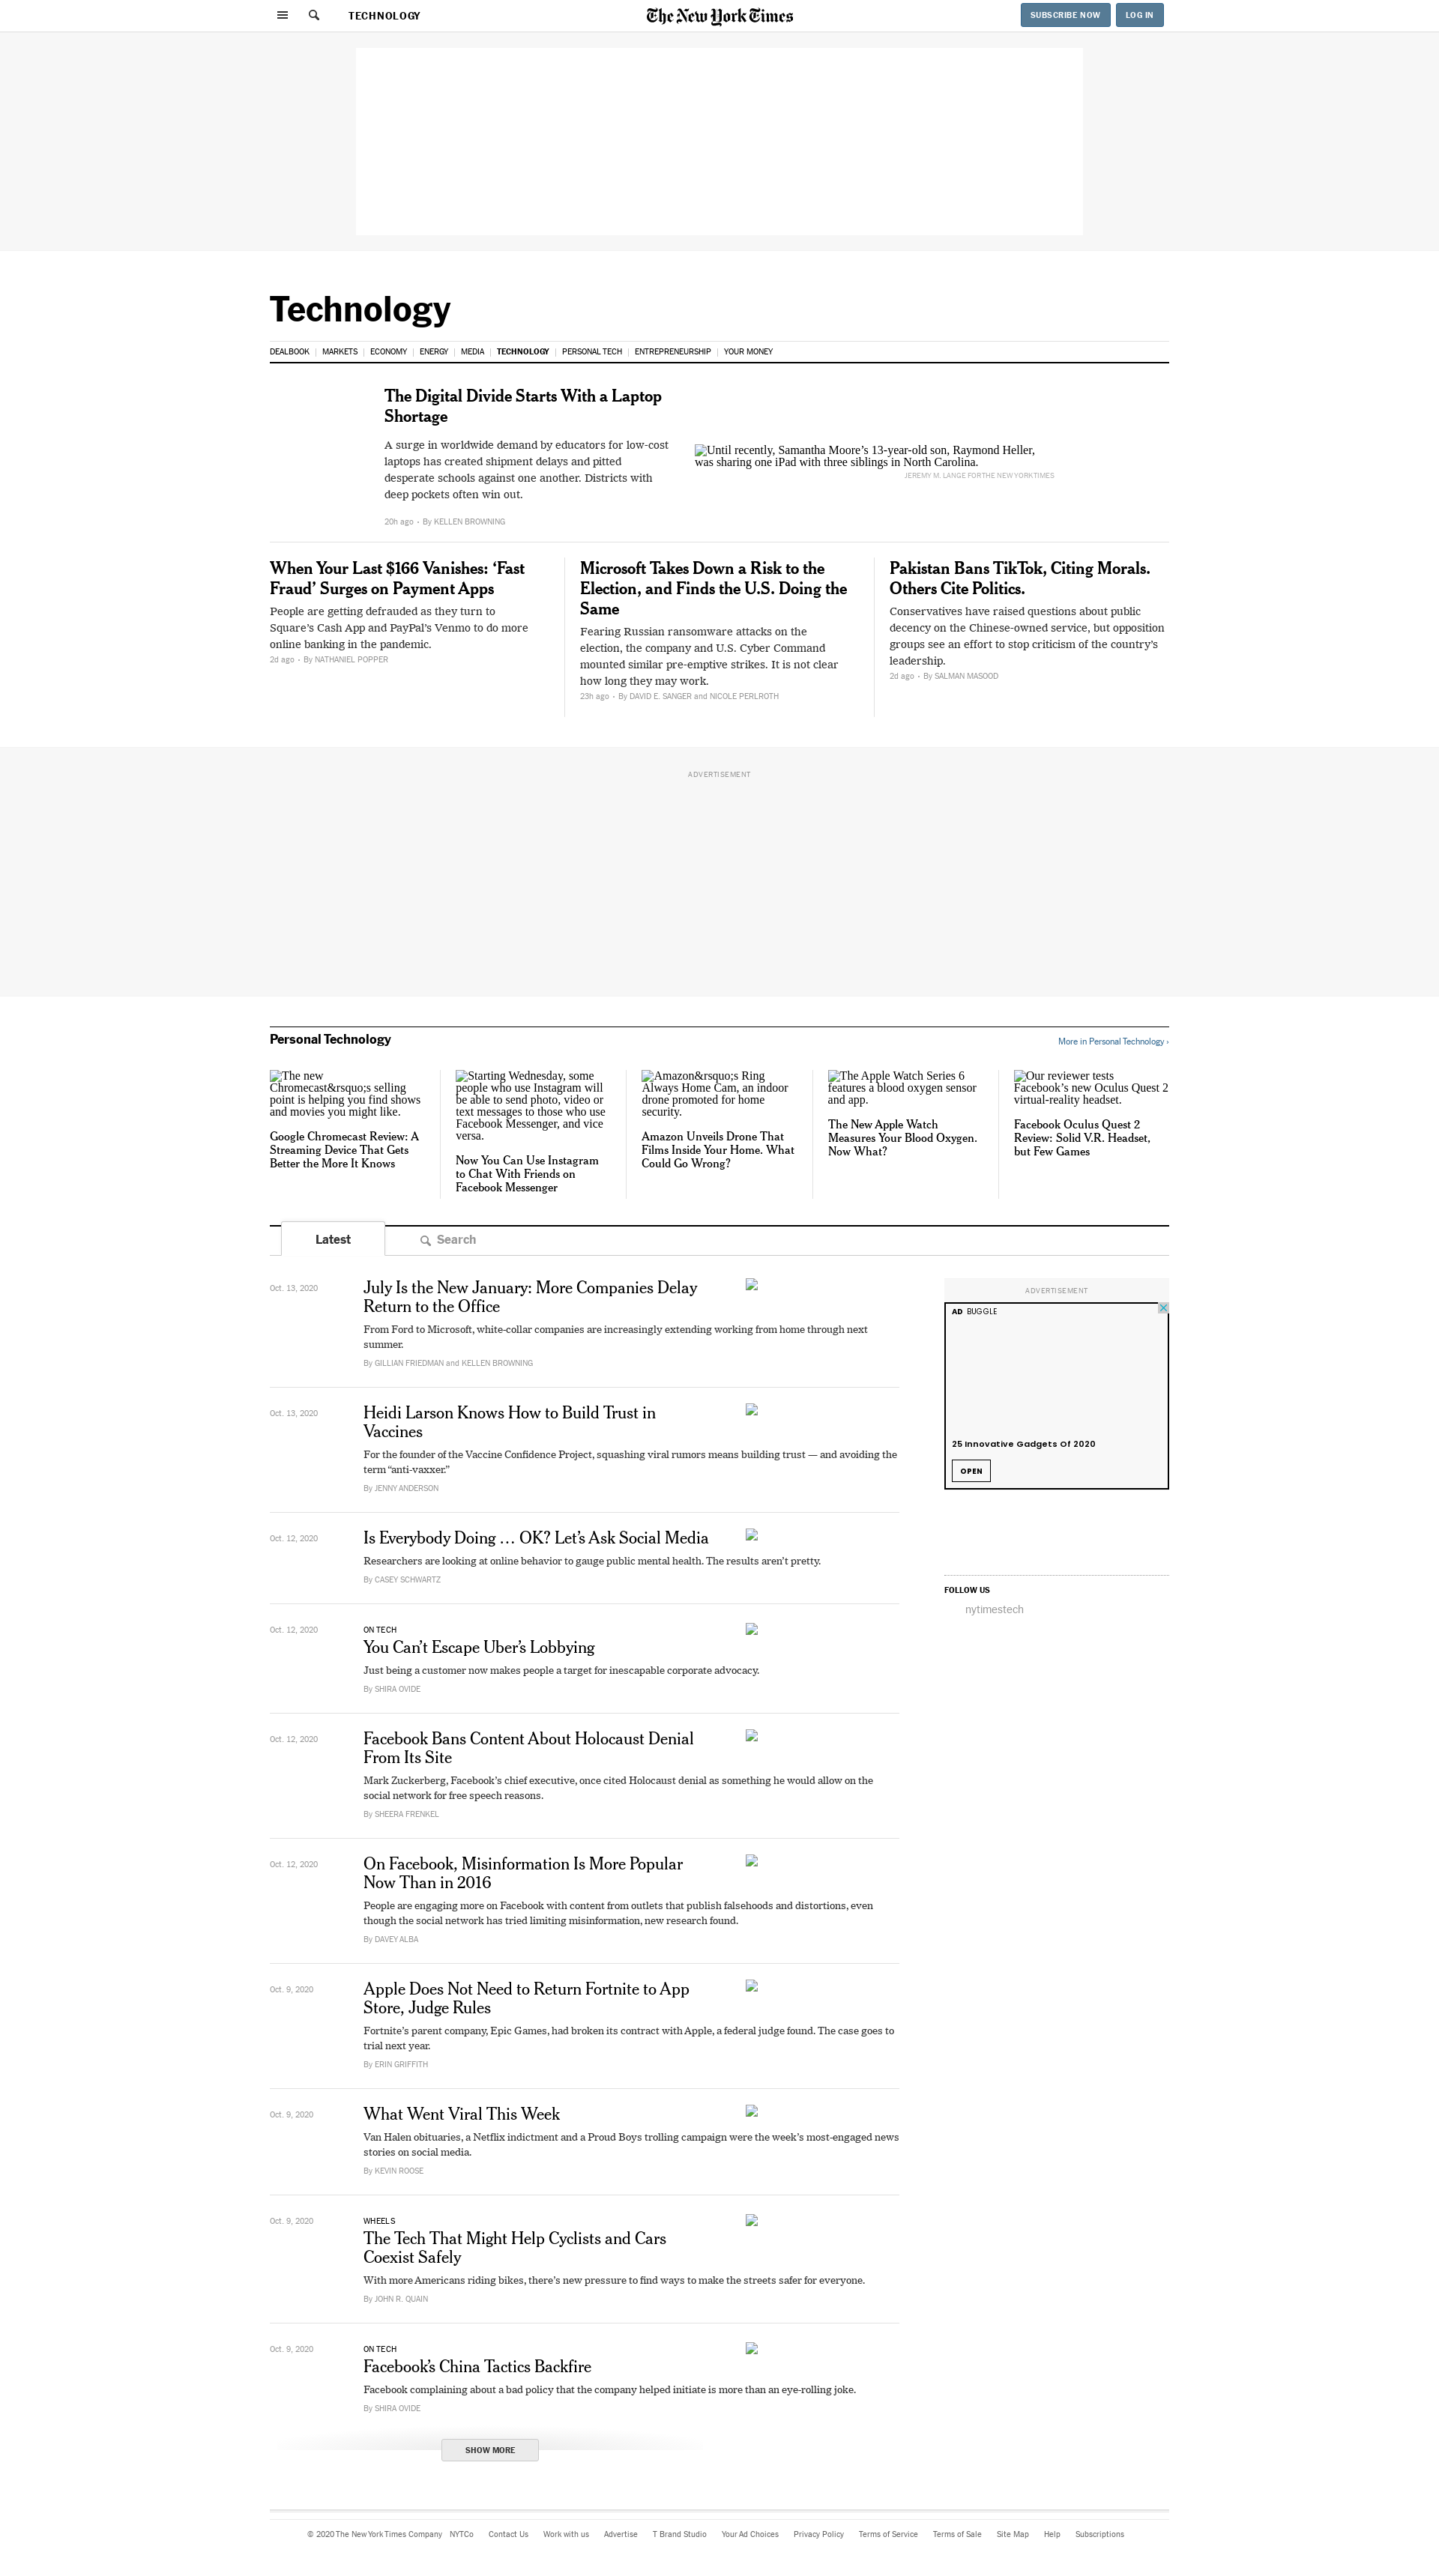 TECHNOLOGY
The New York Times
SUBSCRIBE NOW
LOG IN
Technology
DEALBOOK
MARKETS
ECONOMY
ENERGY
MEDIA
TECHNOLOGY
PERSONAL TECH
ENTREPRENEURSHIP
YOUR MONEY
The Digital Divide Starts With a Laptop
Shortage
A surge in worldwide demand by educators for low-cost
laptops has created shipment delays and pitted
desperate schools against one another. Districts with
deep pockets often win out.
20h ago • By KELLEN BROWNING
Until recently, Samantha Moore’s 13-year-old son, Raymond Heller,
was sharing one iPad with three siblings in North Carolina.
JEREMY M. LANGE FOR THE NEW YORK TIMES
When Your Last $166 Vanishes: ‘Fast
Fraud’ Surges on Payment Apps
People are getting defrauded as they turn to
Square’s Cash App and PayPal’s Venmo to do more
online banking in the pandemic.
2d ago • By NATHANIEL POPPER
Microsoft Takes Down a Risk to the
Election, and Finds the U.S. Doing the
Same
Fearing Russian ransomware attacks on the
election, the company and U.S. Cyber Command
mounted similar pre-emptive strikes. It is not clear
how long they may work.
23h ago • By DAVID E. SANGER and NICOLE PERLROTH
Pakistan Bans TikTok, Citing Morals.
Others Cite Politics.
Conservatives have raised questions about public
decency on the Chinese-owned service, but opposition
groups see an effort to stop criticism of the country’s
leadership.
2d ago • By SALMAN MASOOD
ADVERTISEMENT
Personal Technology
More in Personal Technology ›
The new
Chromecast&rsquo;s selling
point is helping you find shows
and movies you might like.
Google Chromecast Review: A
Streaming Device That Gets
Better the More It Knows
Starting Wednesday, some
people who use Instagram will
be able to send photo, video or
text messages to those who use
Facebook Messenger, and vice
versa.
Now You Can Use Instagram
to Chat With Friends on
Facebook Messenger
Amazon&rsquo;s Ring
Always Home Cam, an indoor
drone promoted for home
security.
Amazon Unveils Drone That
Films Inside Your Home. What
Could Go Wrong?
The Apple Watch Series 6
features a blood oxygen sensor
and app.
The New Apple Watch
Measures Your Blood Oxygen.
Now What?
Our reviewer tests
Facebook’s new Oculus Quest 2
virtual-reality headset.
Facebook Oculus Quest 2
Review: Solid V.R. Headset,
but Few Games
Latest
Search
Oct. 13, 2020
July Is the New January: More Companies Delay
Return to the Office
From Ford to Microsoft, white-collar companies are increasingly extending working from home through next
summer.
By GILLIAN FRIEDMAN and KELLEN BROWNING
Oct. 13, 2020
Heidi Larson Knows How to Build Trust in
Vaccines
For the founder of the Vaccine Confidence Project, squashing viral rumors means building trust — and avoiding the
term “anti-vaxxer.”
By JENNY ANDERSON
Oct. 12, 2020
Is Everybody Doing … OK? Let’s Ask Social Media
Researchers are looking at online behavior to gauge public mental health. The results aren’t pretty.
By CASEY SCHWARTZ
Oct. 12, 2020
ON TECH
You Can’t Escape Uber’s Lobbying
Just being a customer now makes people a target for inescapable corporate advocacy.
By SHIRA OVIDE
Oct. 12, 2020
Facebook Bans Content About Holocaust Denial
From Its Site
Mark Zuckerberg, Facebook’s chief executive, once cited Holocaust denial as something he would allow on the
social network for free speech reasons.
By SHEERA FRENKEL
Oct. 12, 2020
On Facebook, Misinformation Is More Popular
Now Than in 2016
People are engaging more on Facebook with content from outlets that publish falsehoods and distortions, even
though the social network has tried limiting misinformation, new research found.
By DAVEY ALBA
Oct. 9, 2020
Apple Does Not Need to Return Fortnite to App
Store, Judge Rules
Fortnite’s parent company, Epic Games, had broken its contract with Apple, a federal judge found. The case goes to
trial next year.
By ERIN GRIFFITH
Oct. 9, 2020
What Went Viral This Week
Van Halen obituaries, a Netflix indictment and a Proud Boys trolling campaign were the week’s most-engaged news
stories on social media.
By KEVIN ROOSE
Oct. 9, 2020
WHEELS
The Tech That Might Help Cyclists and Cars
Coexist Safely
With more Americans riding bikes, there’s new pressure to find ways to make the streets safer for everyone.
By JOHN R. QUAIN
Oct. 9, 2020
ON TECH
Facebook’s China Tactics Backfire
Facebook complaining about a bad policy that the company helped initiate is more than an eye-rolling joke.
By SHIRA OVIDE
SHOW MORE
ADVERTISEMENT
AD BUGGLE
25 Innovative Gadgets Of 2020
OPEN
FOLLOW US
nytimestech
© 2020 The New York Times Company
NYTCo
Contact Us
Work with us
Advertise
T Brand Studio
Your Ad Choices
Privacy Policy
Terms of Service
Terms of Sale
Site Map
Help
Subscriptions